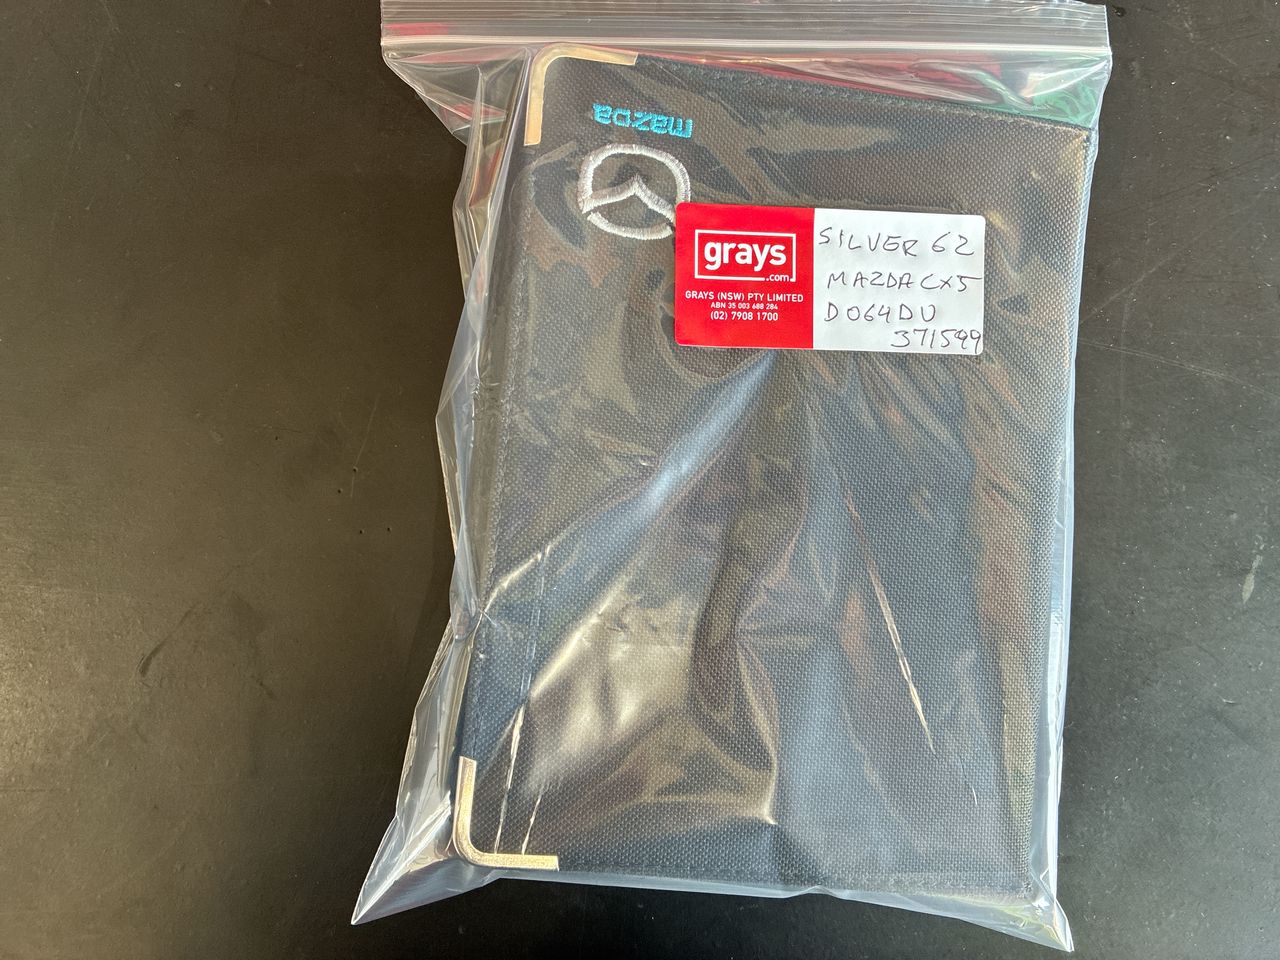 mazda
grays
.com
GRAYS (NSW) PTY LIMITED
ABN 35 003 688 284
(02) 7908 1700
SILVER 62
MAZDA CX5
DO64DU
371599